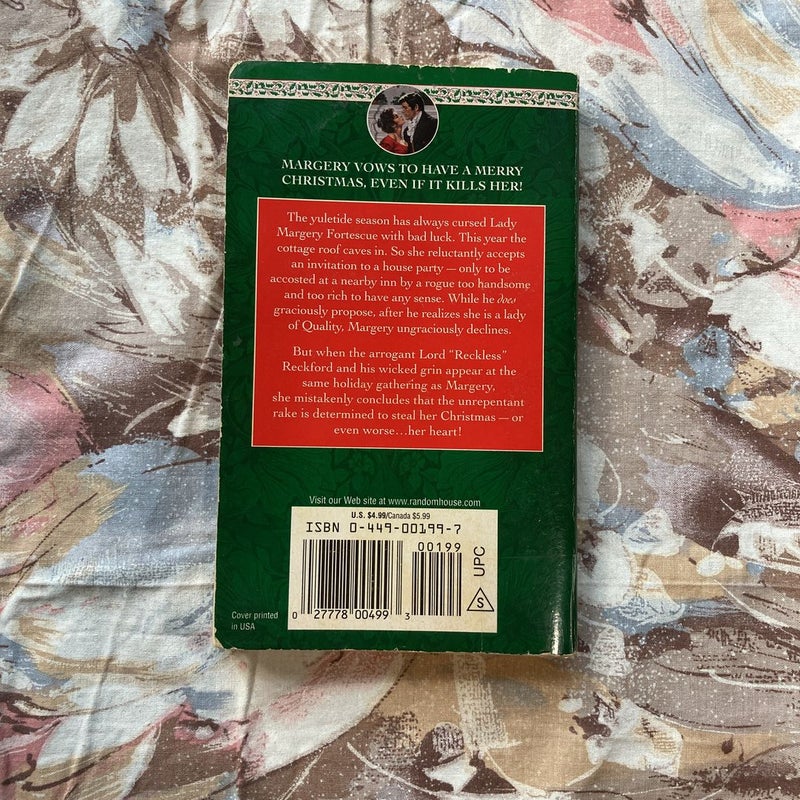 MARGERY VOWS TO HAVE A MERRY
CHRISTMAS, EVEN IF IT KILLS HER!
The yuletide season has always cursed Lady
Margery Fortescue with bad luck. This year the
cottage roof caves in. So she reluctantly accepts
an invitation to a house party — only to be
accosted at a nearby inn by a rogue too handsome
and too rich to have any sense. While he does
graciously propose, after he realizes she is a lady
of Quality, Margery ungraciously declines.
But when the arrogant Lord “Reckless”
Reckford and his wicked grin appear at the
same holiday gathering as Margery,
she mistakenly concludes that the unrepentant
rake is determined to steal her Christmas — or
even worse...her heart!
Visit our Web site at www.randomhouse.com
U.S. $4.99/Canada $5.99
ISBN 0-449-00199-7
00199
UPC
S
0 27778 00499 3
Cover printed
in USA